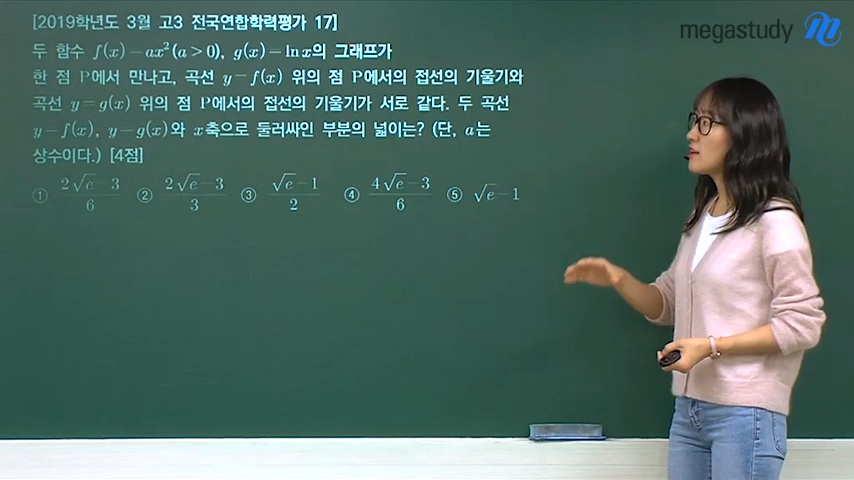 [2019학년도 3월 고3 전국연합학력평가 17]
megastudy
두 함수 f(x)=ax²(a>0), g(x)=ln x의 그래프가
한 점 P에서 만나고, 곡선 y=f(x) 위의 점 P에서의 접선의 기울기와
곡선 y=g(x) 위의 점 P에서의 접선의 기울기가 서로 같다. 두 곡선
y=f(x), y=g(x)와 x축으로 둘러싸인 부분의 넓이는? (단, a는
상수이다.) [4점]
① (2√e-3)/6 ② (2√e-3)/3 ③ (√e-1)/2 ④ (4√e-3)/6 ⑤ √e-1